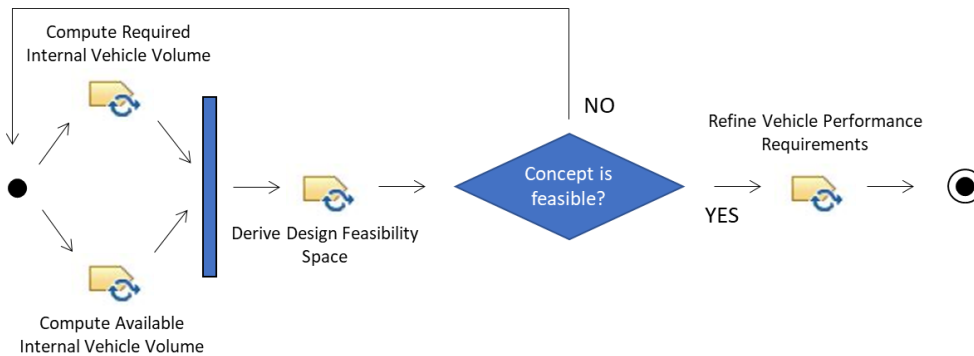 Compute Required
Internal Vehicle Volume
NO
Refine Vehicle Performance
Requirements
Concept is
feasible?
YES
Derive Design Feasibility
Space
Compute Available
Internal Vehicle Volume